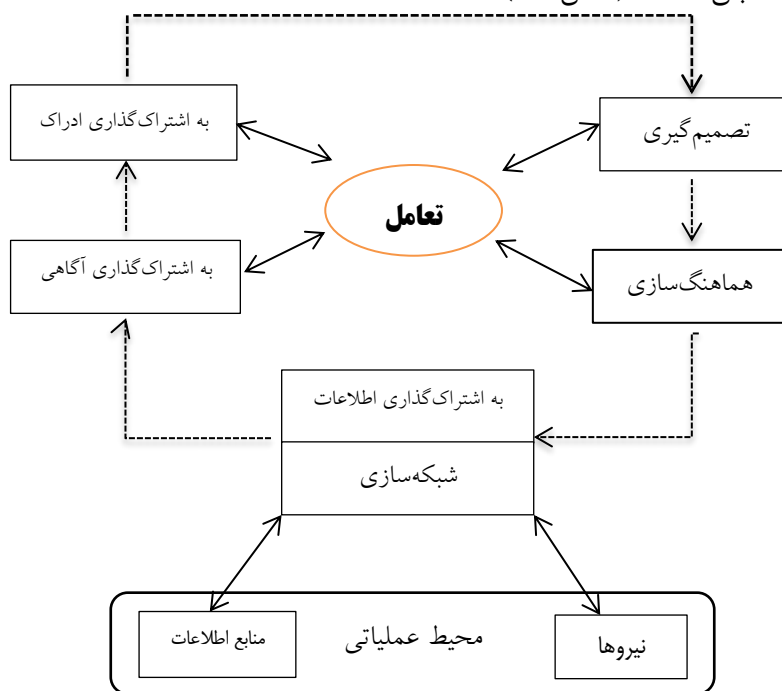 تصمیم‌گیری
به اشتراک‌گذاری ادراک
تعامل
هماهنگ‌سازی
به اشتراک‌گذاری آگاهی
به اشتراک‌گذاری اطلاعات
شبکه‌سازی
نیروها
محیط عملیاتی
منابع اطلاعات